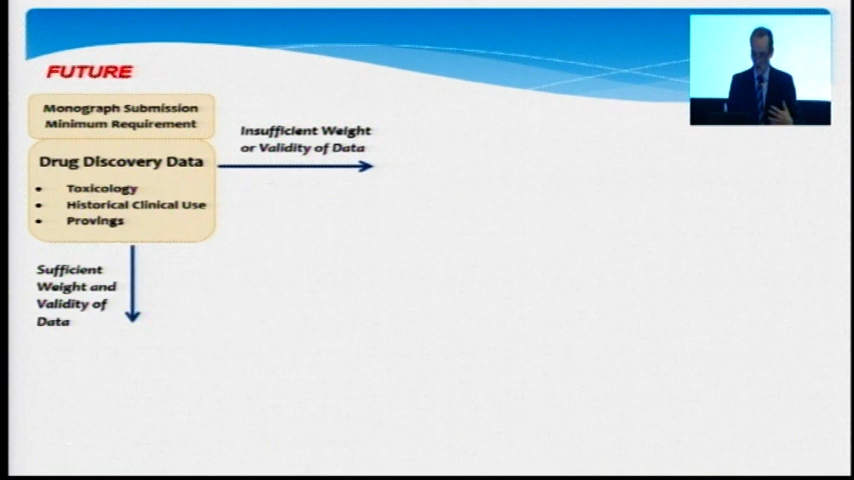 FUTURE
Monograph Submission
Minimum Requirement
Drug Discovery Data
• Toxicology
• Historical Clinical Use
• Provings
Insufficient Weight
or Validity of Data
Sufficient
Weight and
Validity of
Data